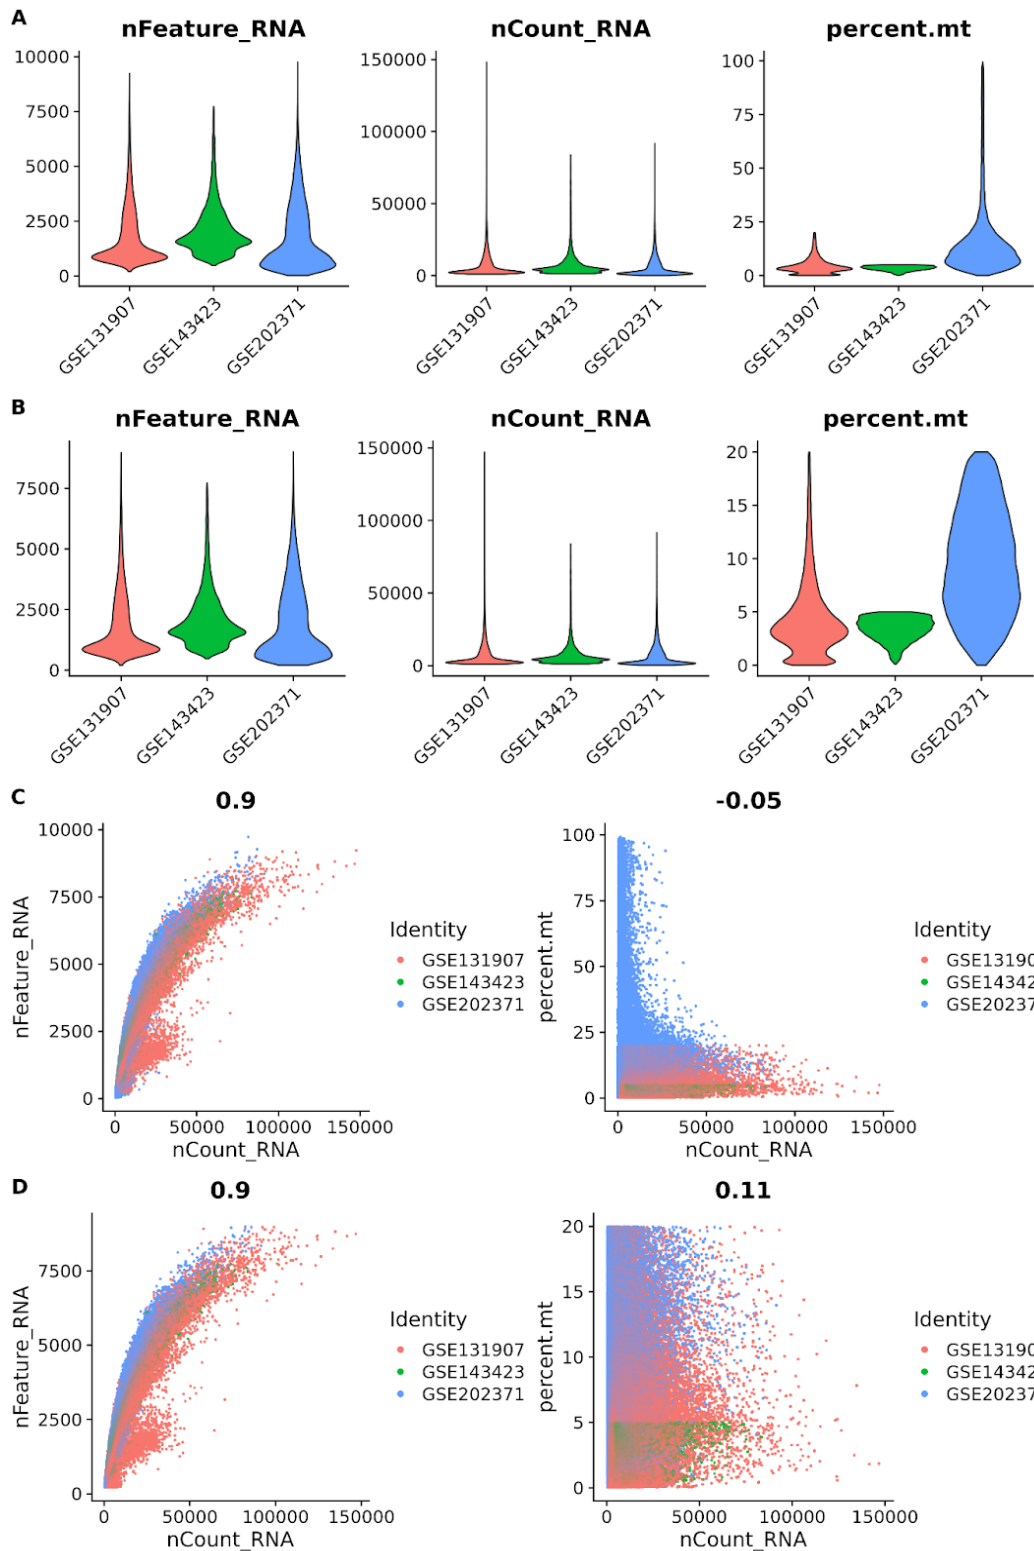 A
nFeature_RNA nCount_RNA percent.mt
10000
7500
5000
2500
0
150000
100000
50000
0
100
75
50
25
0
GSE131907 GSE143423 GSE202371
GSE131907 GSE143423 GSE202371
GSE131907 GSE143423 GSE202371
B
nFeature_RNA nCount_RNA percent.mt
7500
5000
2500
0
150000
100000
50000
0
20
15
10
5
0
GSE131907 GSE143423 GSE202371
GSE131907 GSE143423 GSE202371
GSE131907 GSE143423 GSE202371
C
0.9
nFeature_RNA
10000
7500
5000
2500
0
0 50000 100000 150000
nCount_RNA
Identity
GSE131907
GSE143423
GSE202371
-0.05
percent.mt
100
75
50
25
0
0 50000 100000 150000
nCount_RNA
Identity
GSE13190
GSE14342
GSE20237
D
0.9
nFeature_RNA
7500
5000
2500
0
0 50000 100000 150000
nCount_RNA
Identity
GSE131907
GSE143423
GSE202371
0.11
percent.mt
20
15
10
5
0
0 50000 100000 150000
nCount_RNA
Identity
GSE13190
GSE14342
GSE20237